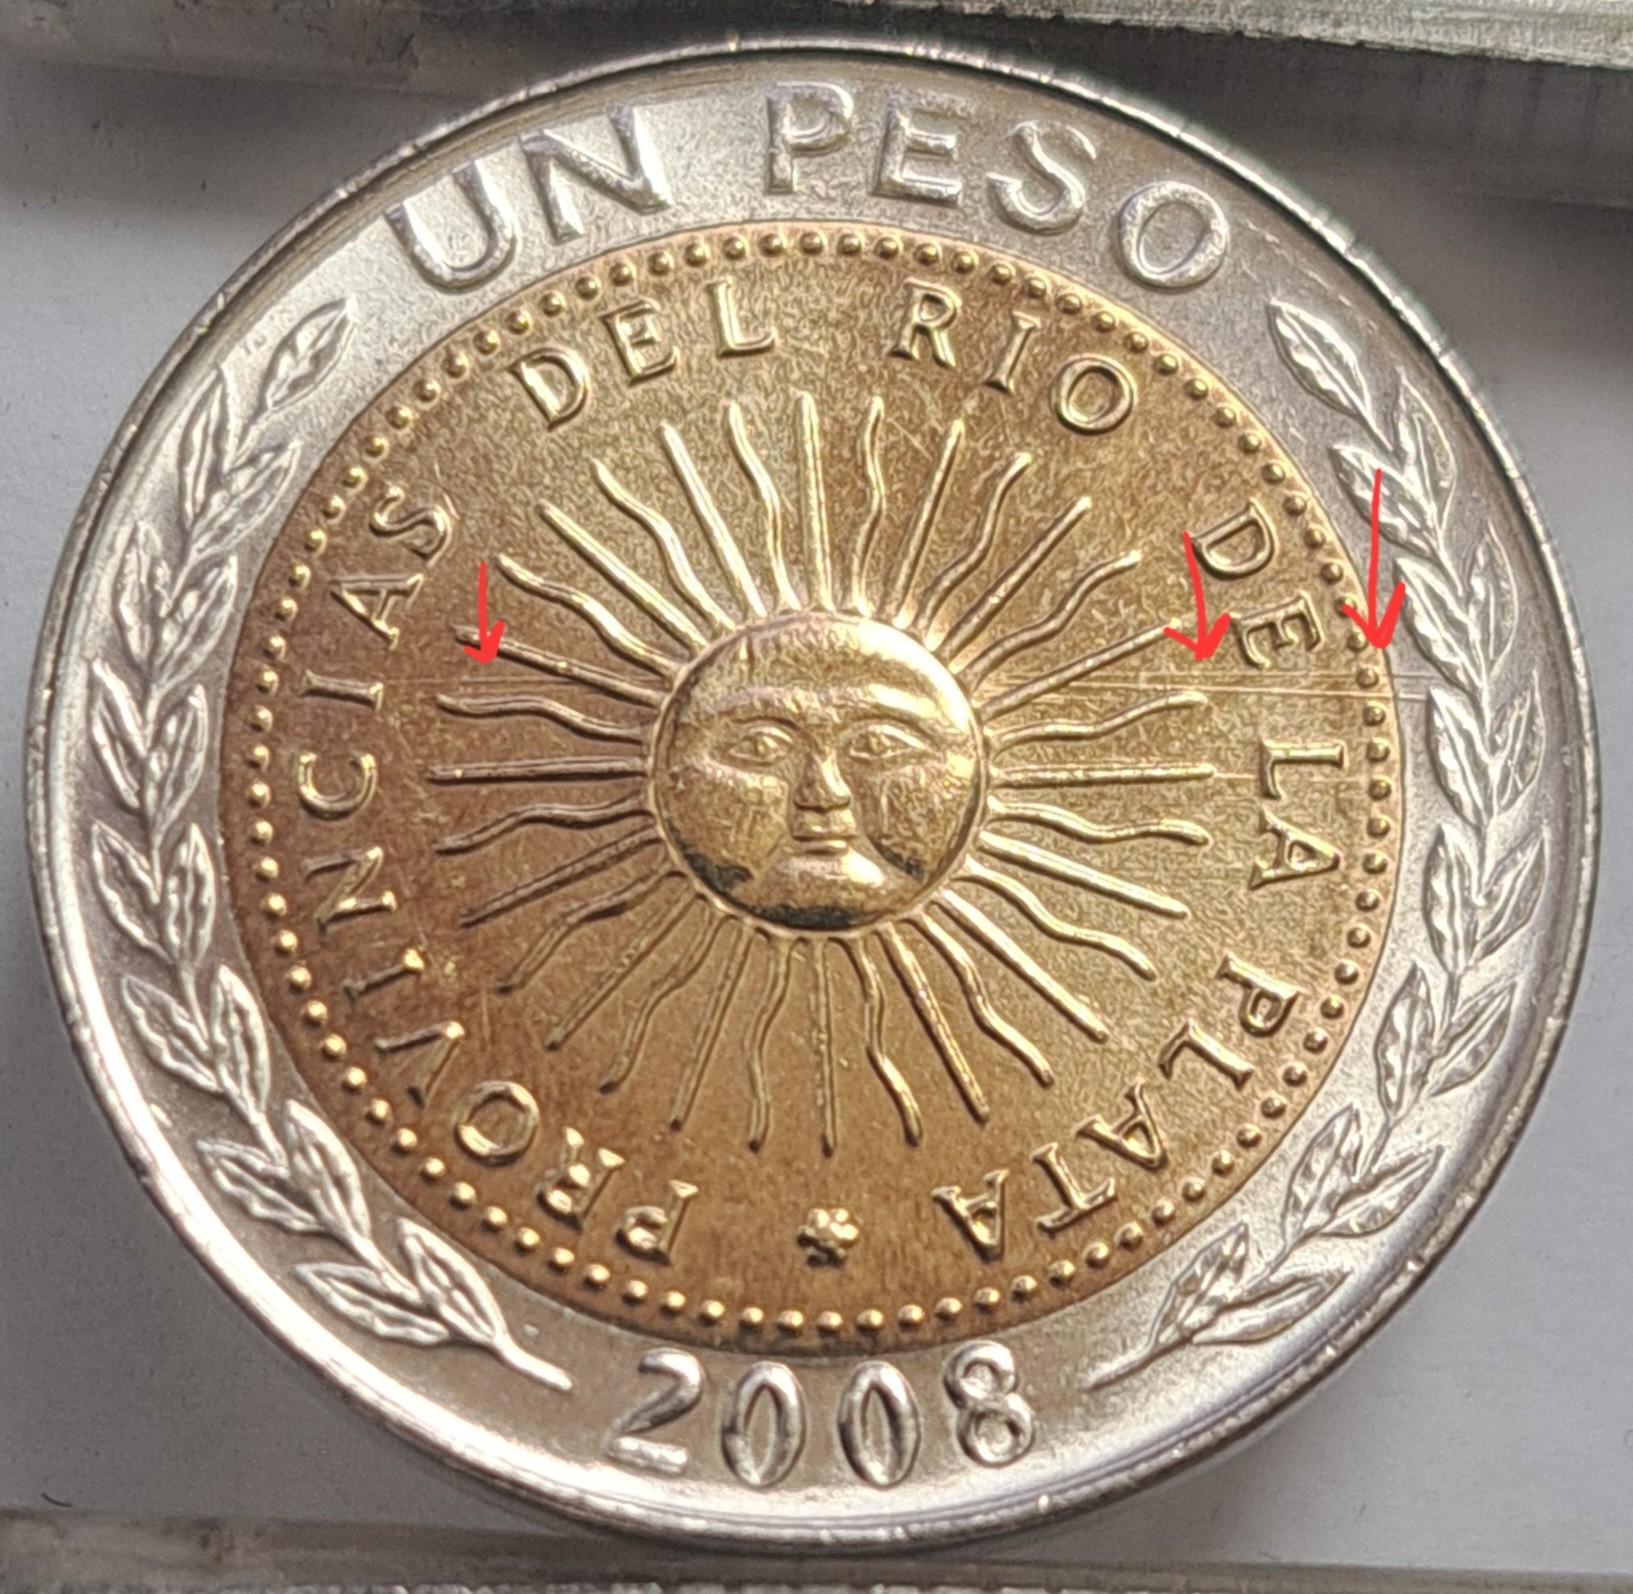 UN PESO
PROVINCIAS DEL RIO DE LA PLATA
2008